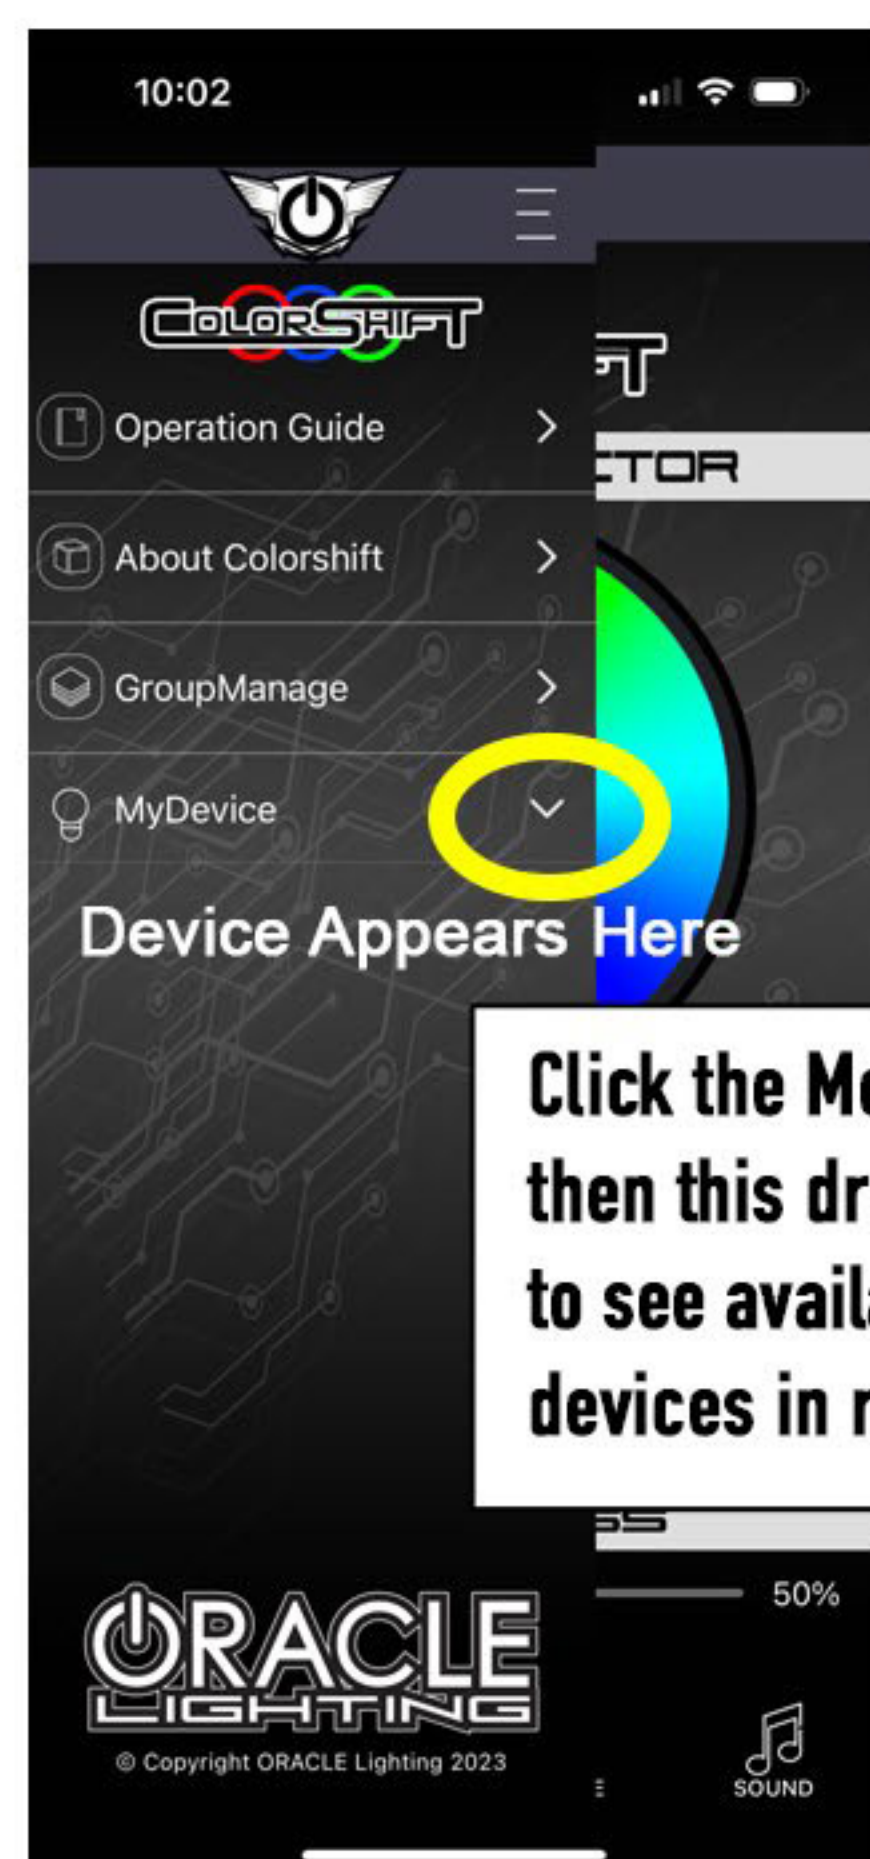 10:02
COLORSHIFT
Operation Guide
CTOR
About Colorshift
GroupManage
MyDevice
Device Appears Here
Click the
then this
to see
devices in
50%
ORACLE
LIGHTING
© Copyright ORACLE Lighting 2023
SOUND